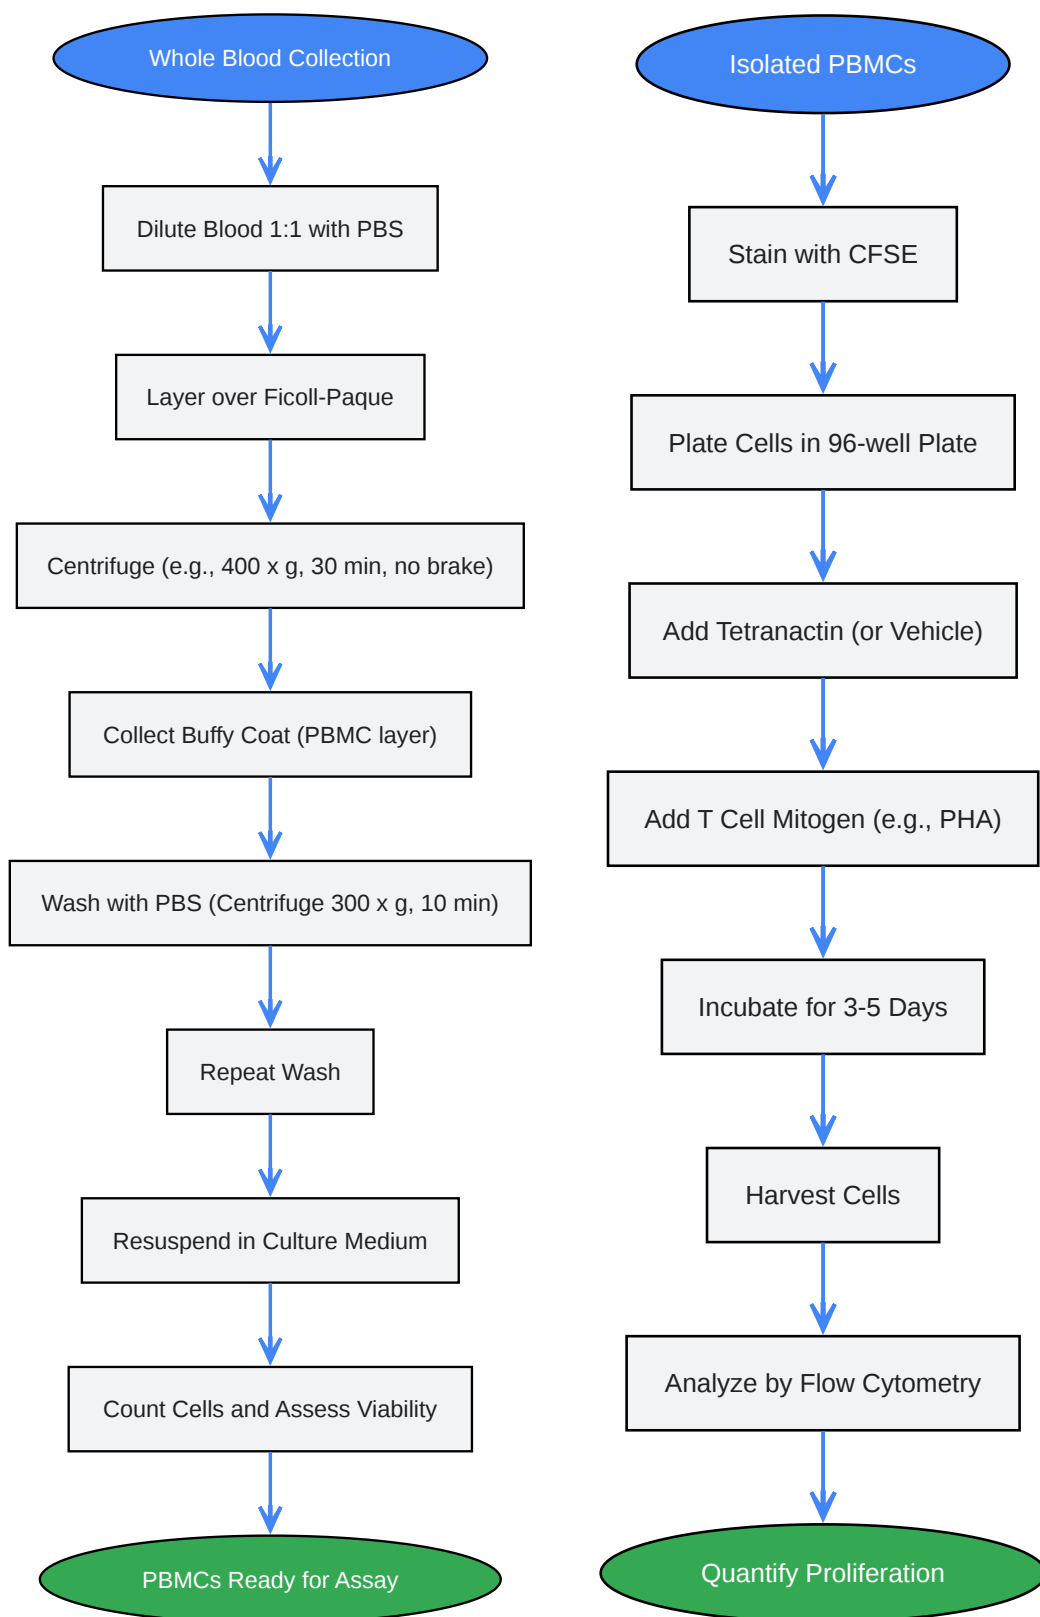 Whole Blood Collection
Dilute Blood 1:1 with PBS
Layer over Ficoll-Paque
Centrifuge (e.g., 400 x g, 30 min, no brake)
Collect Buffy Coat (PBMC layer)
Wash with PBS (Centrifuge 300 x g, 10 min)
Repeat Wash
Resuspend in Culture Medium
Count Cells and Assess Viability
PBMCs Ready for Assay
Isolated PBMCs
Stain with CFSE
Plate Cells in 96-well Plate
Add Tetranactin (or Vehicle)
Add T Cell Mitogen (e.g., PHA)
Incubate for 3-5 Days
Harvest Cells
Analyze by Flow Cytometry
Quantify Proliferation